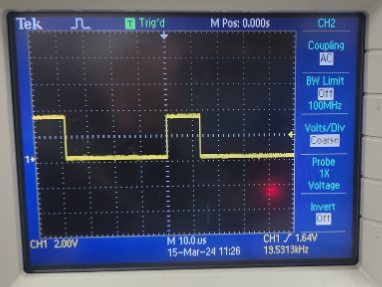 Tek T Trig'd M Pos: 0.000s CH2
Coupling
AC
BW Limit
Off
100MHz
Volts/Div
Coarse
Probe
1X
Voltage
Invert
Off
1
CH1 2.00V M 10.0µs CH1 / 1.64V
15-Mar-24 11:26 19.5313kHz